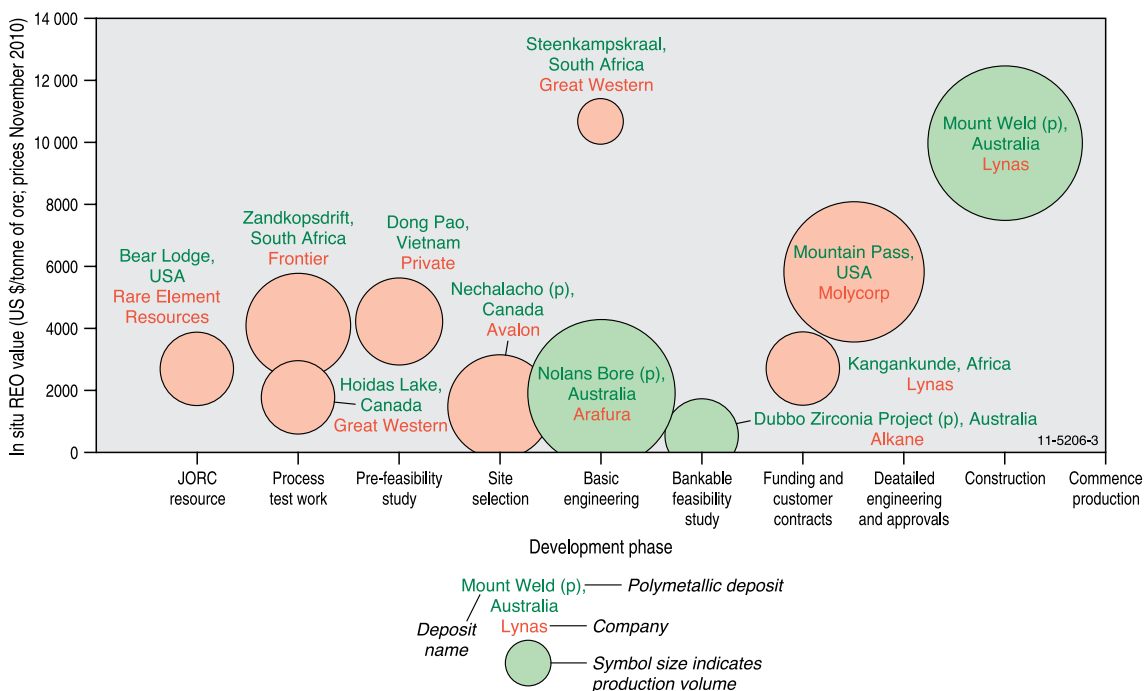 In situ REO value (US $/tonne of ore; prices November 2010)
14 000
12 000
10 000
8000
6000
4000
2000
0
Steenkampskraal,
South Africa
Great Western
Mount Weld (p),
Australia
Lynas
Zandkopsdrift,
South Africa
Frontier
Dong Pao,
Vietnam
Private
Bear Lodge,
USA
Rare Element
Resources
Mountain Pass,
USA
Molycorp
Nechalacho (p),
Canada
Avalon
Hoidas Lake,
Canada
Great Western
Nolans Bore (p),
Australia
Arafura
Kangankunde, Africa
Lynas
Dubbo Zirconia Project (p), Australia
Alkane
11-5206-3
JORC
resource
Process
test work
Pre-feasibility
study
Site
selection
Basic
engineering
Bankable
feasibility
study
Funding and
customer
contracts
Deatailed
engineering
and approvals
Construction
Commence
production
Development phase
Mount Weld (p),
Australia
Lynas
Polymetallic deposit
Deposit
name
Company
Symbol size indicates
production volume